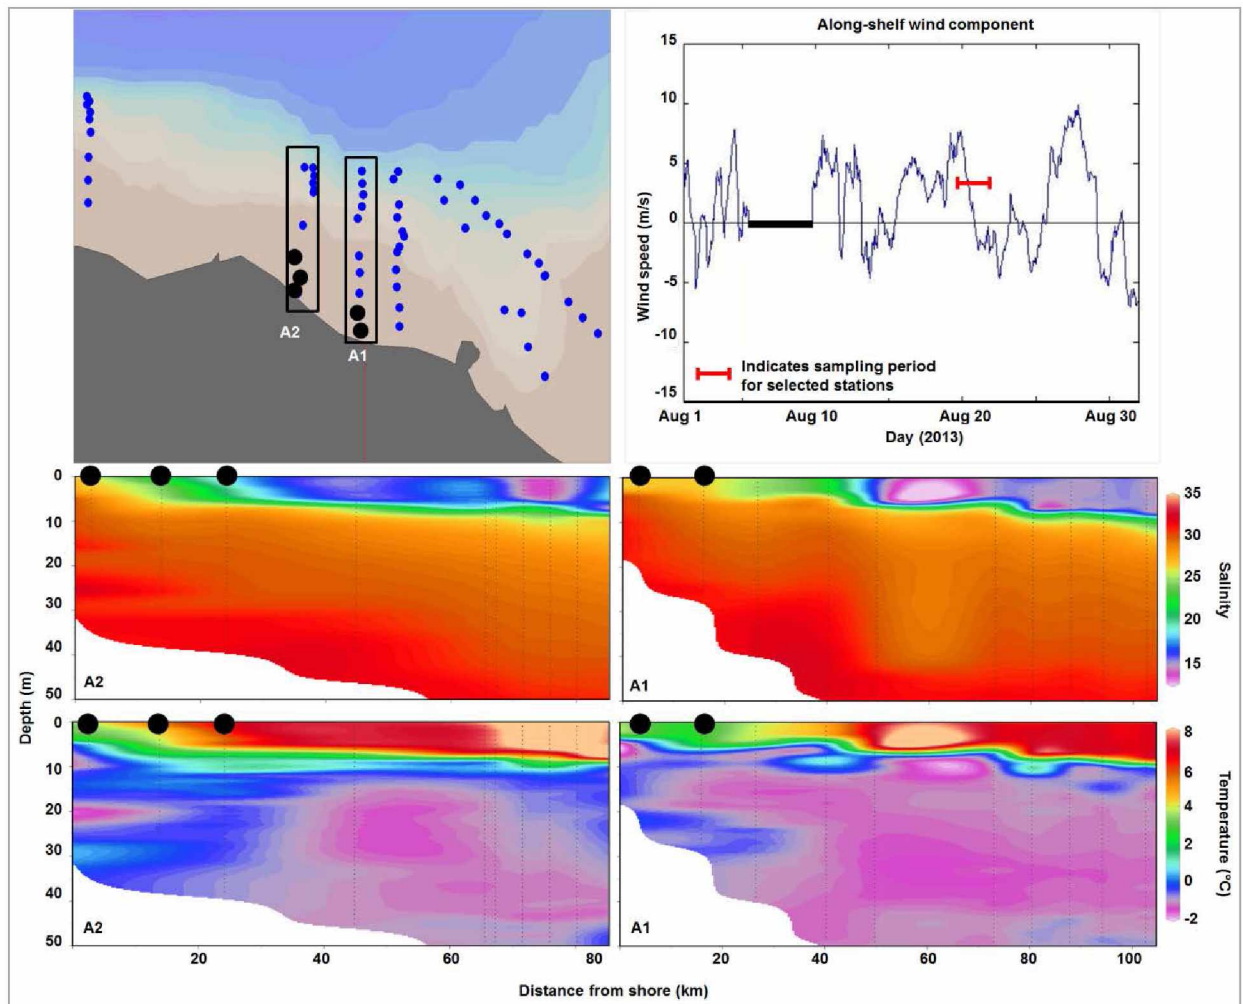 A2
A1
Along-shelf wind component
15
10
5
0
-5
-10
-15
Wind speed (m/s)
Indicates sampling period
for selected stations
Aug 1
Aug 10
Aug 20
Aug 30
Day (2013)
0
10
20
30
40
50
A2
A1
35
30
25
20
15
Salinity
Depth (m)
0
10
20
30
40
50
A2
A1
8
6
4
2
0
-2
Temperature (°C)
20
40
60
80
20
40
60
80
100
Distance from shore (km)